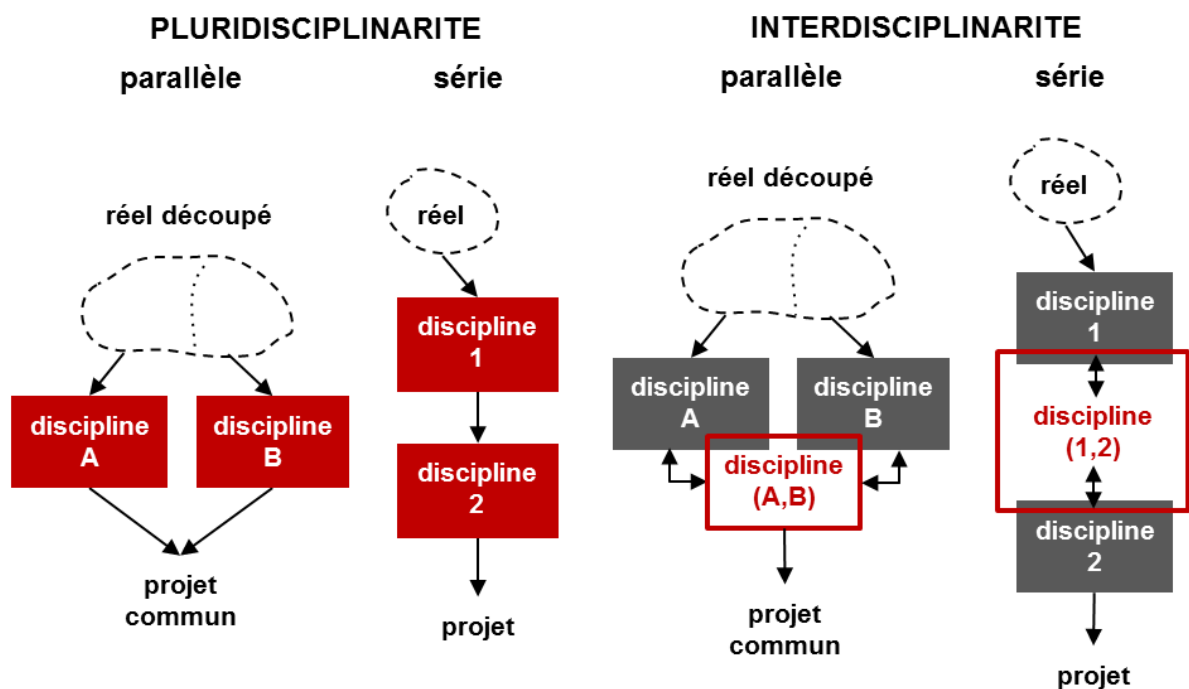 PLURIDISCIPLINARITE
parallèle
série
réel découpé
réel
discipline
A
discipline
B
discipline
1
discipline
2
projet
commun
projet
INTERDISCIPLINARITE
parallèle
série
réel découpé
réel
discipline
A
discipline
B
discipline
(A,B)
projet
commun
discipline
1
discipline
(1,2)
discipline
2
projet